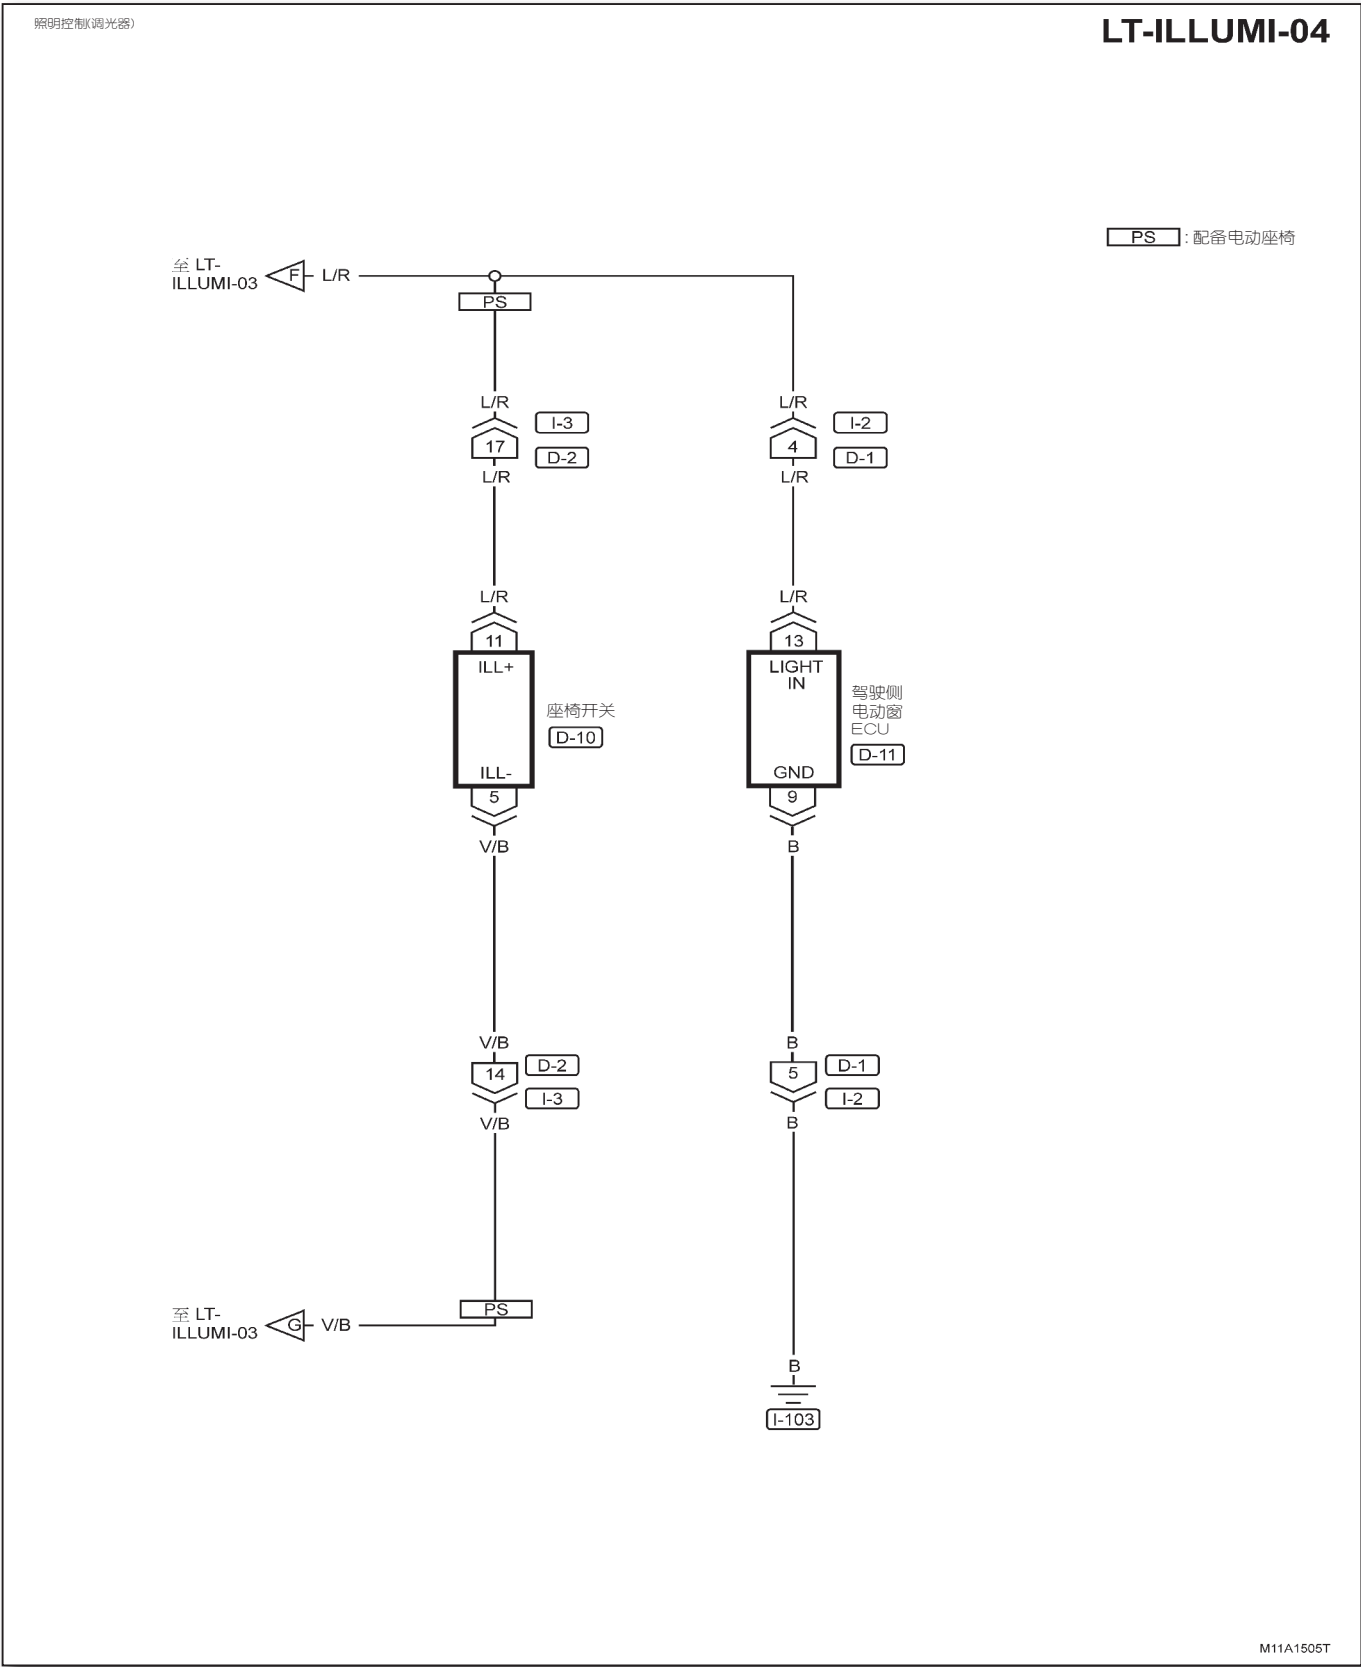 照明控制(调光器)
LT-ILLUMI-04
PS : 配备电动座椅
至 LT-
ILLUMI-03
F
L/R
PS
L/R
L/R
I-3
I-2
17
4
D-2
D-1
L/R
L/R
L/R
L/R
11
13
ILL+
LIGHT
IN
座椅开关
D-10
驾驶侧
电动窗
ECU
D-11
ILL-
GND
5
9
V/B
B
V/B
B
D-2
D-1
14
5
I-3
I-2
V/B
B
PS
至 LT-
ILLUMI-03
G
V/B
B
I-103
M11A1505T